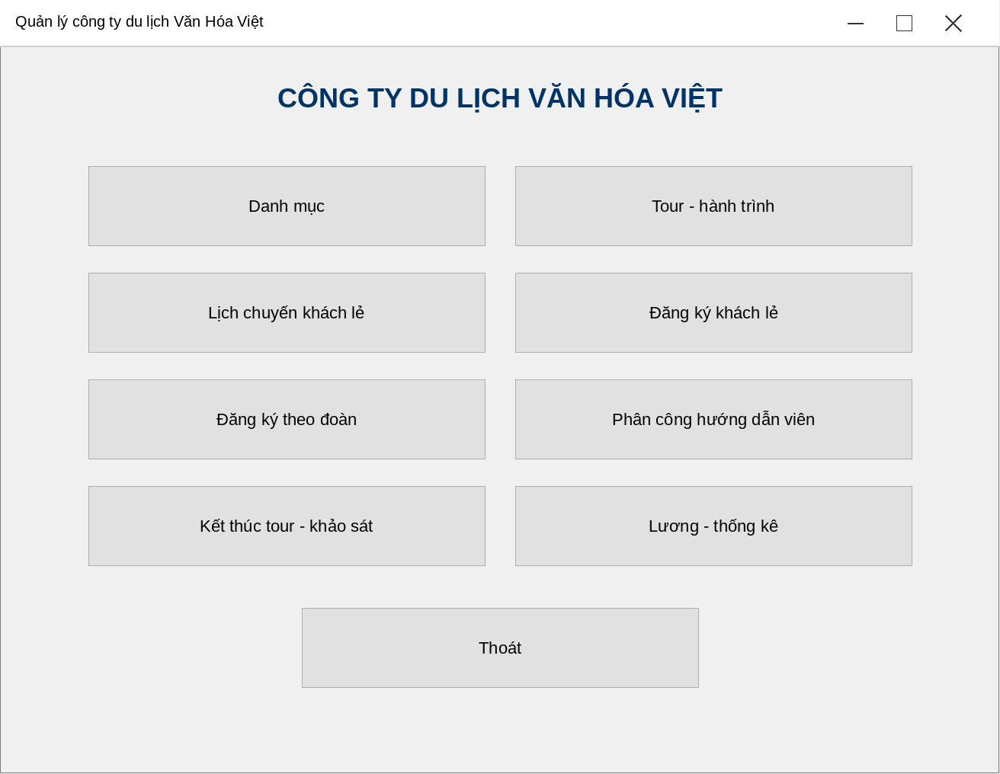 Quản lý công ty du lịch Văn Hóa Việt
CÔNG TY DU LỊCH VĂN HÓA VIỆT
Danh mục
Tour - hành trình
Lịch chuyến khách lẻ
Đăng ký khách lẻ
Đăng ký theo đoàn
Phân công hướng dẫn viên
Kết thúc tour - khảo sát
Lương - thống kê
Thoát